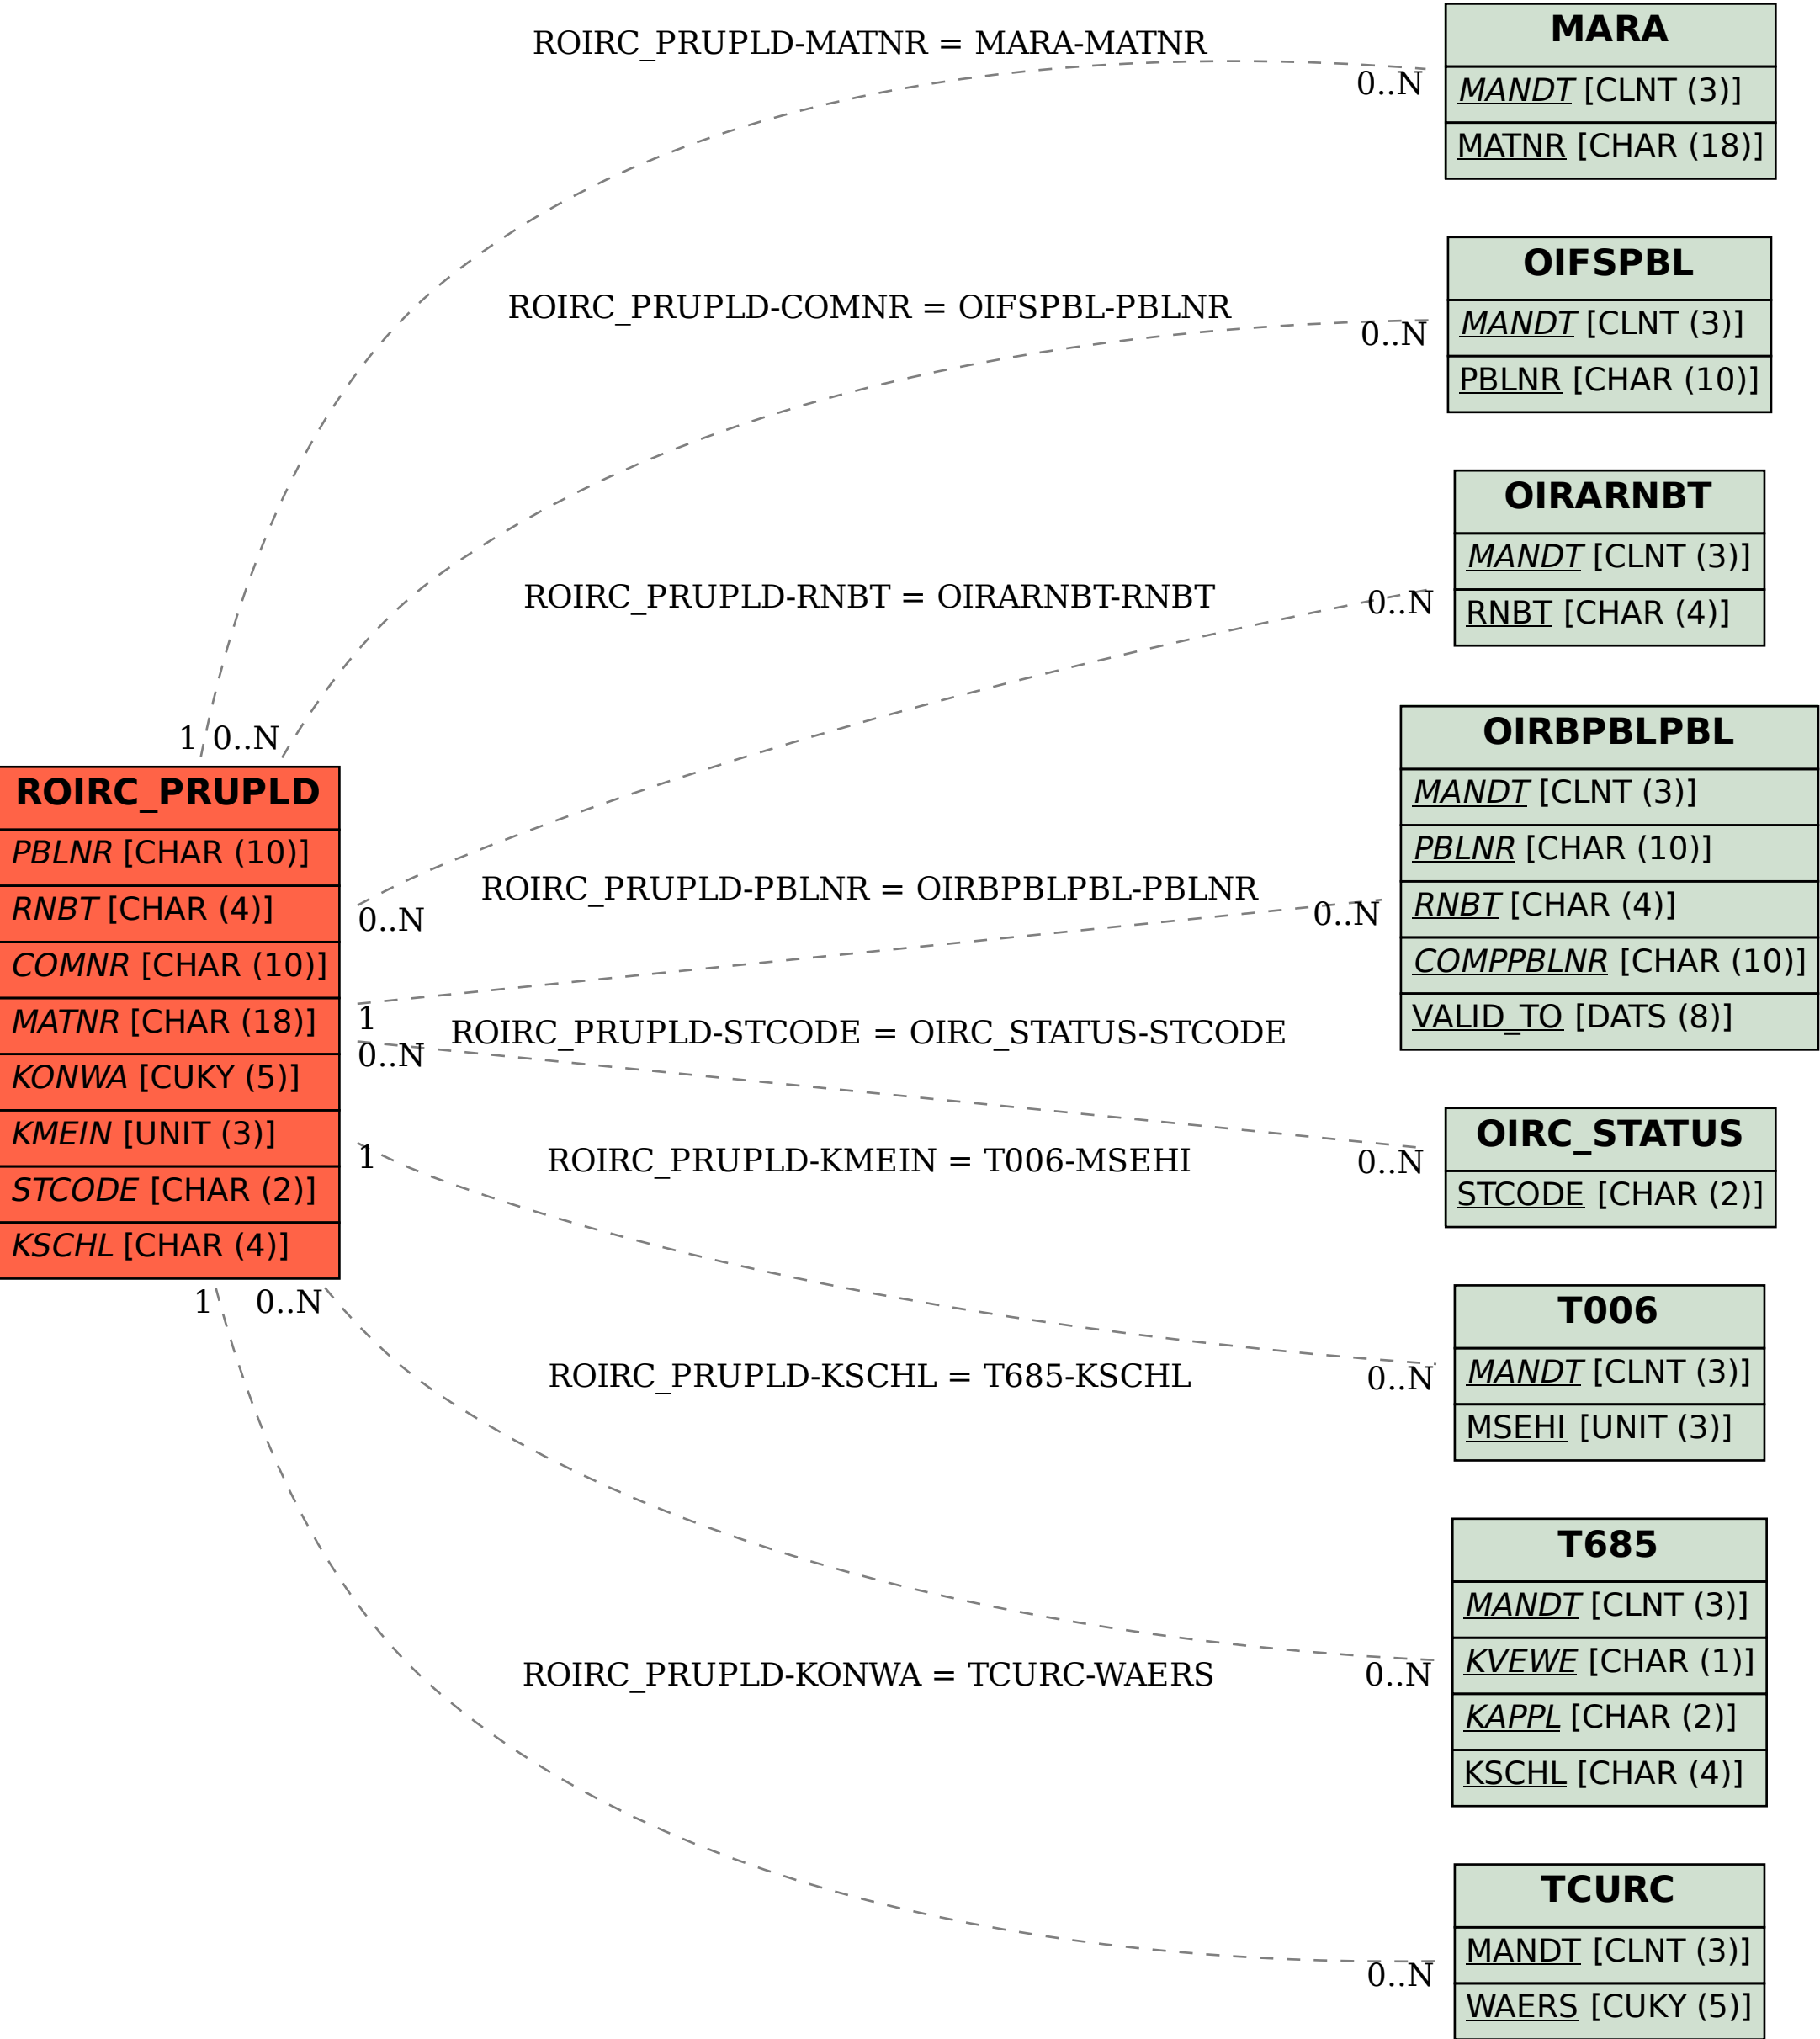 ROIRC_PRUPLD-MATNR = MARA-MATNR
0..N
MARA
MANDT [CLNT (3)]
MATNR [CHAR (18)]
ROIRC_PRUPLD-COMNR = OIFSPBL-PBLNR
0..N
OIFSPBL
MANDT [CLNT (3)]
PBLNR [CHAR (10)]
ROIRC_PRUPLD-RNBT = OIRARNBT-RNBT
0..N
OIRARNBT
MANDT [CLNT (3)]
RNBT [CHAR (4)]
1 0..N
ROIRC_PRUPLD
PBLNR [CHAR (10)]
RNBT [CHAR (4)]
COMNR [CHAR (10)]
MATNR [CHAR (18)]
KONWA [CUKY (5)]
KMEIN [UNIT (3)]
STCODE [CHAR (2)]
KSCHL [CHAR (4)]
1 0..N
0..N
ROIRC_PRUPLD-PBLNR = OIRBPBLPBL-PBLNR
0..N
1
OIRBPBLPBL
MANDT [CLNT (3)]
PBLNR [CHAR (10)]
RNBT [CHAR (4)]
COMPPBLNR [CHAR (10)]
VALID_TO [DATS (8)]
ROIRC_PRUPLD-STCODE = OIRC_STATUS-STCODE
0..N
0..N
OIRC_STATUS
STCODE [CHAR (2)]
1
ROIRC_PRUPLD-KMEIN = T006-MSEHI
0..N
T006
MANDT [CLNT (3)]
MSEHI [UNIT (3)]
ROIRC_PRUPLD-KSCHL = T685-KSCHL
0..N
T685
MANDT [CLNT (3)]
KVEWE [CHAR (1)]
KAPPL [CHAR (2)]
KSCHL [CHAR (4)]
ROIRC_PRUPLD-KONWA = TCURC-WAERS
0..N
TCURC
MANDT [CLNT (3)]
WAERS [CUKY (5)]